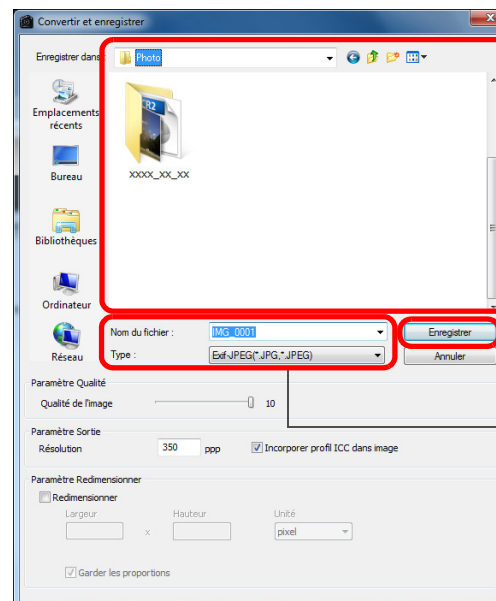 Convertir et enregistrer
Enregistrer dans :
Photo
Emplacements récents
CR2
xxxx_xx_xx
Bureau
Bibliothèques
Ordinateur
Réseau
Nom du fichier :
IMG_0001
Enregistrer
Type :
Exif-JPEG(*.JPG,*.JPEG)
Annuler
Paramètre Qualité
Qualité de l'image
10
Paramètre Sortie
Résolution
350
ppp
Incorporer profil ICC dans image
Paramètre Redimensionner
Redimensionner
Largeur
Hauteur
Unité
x
pixel
Garder les proportions